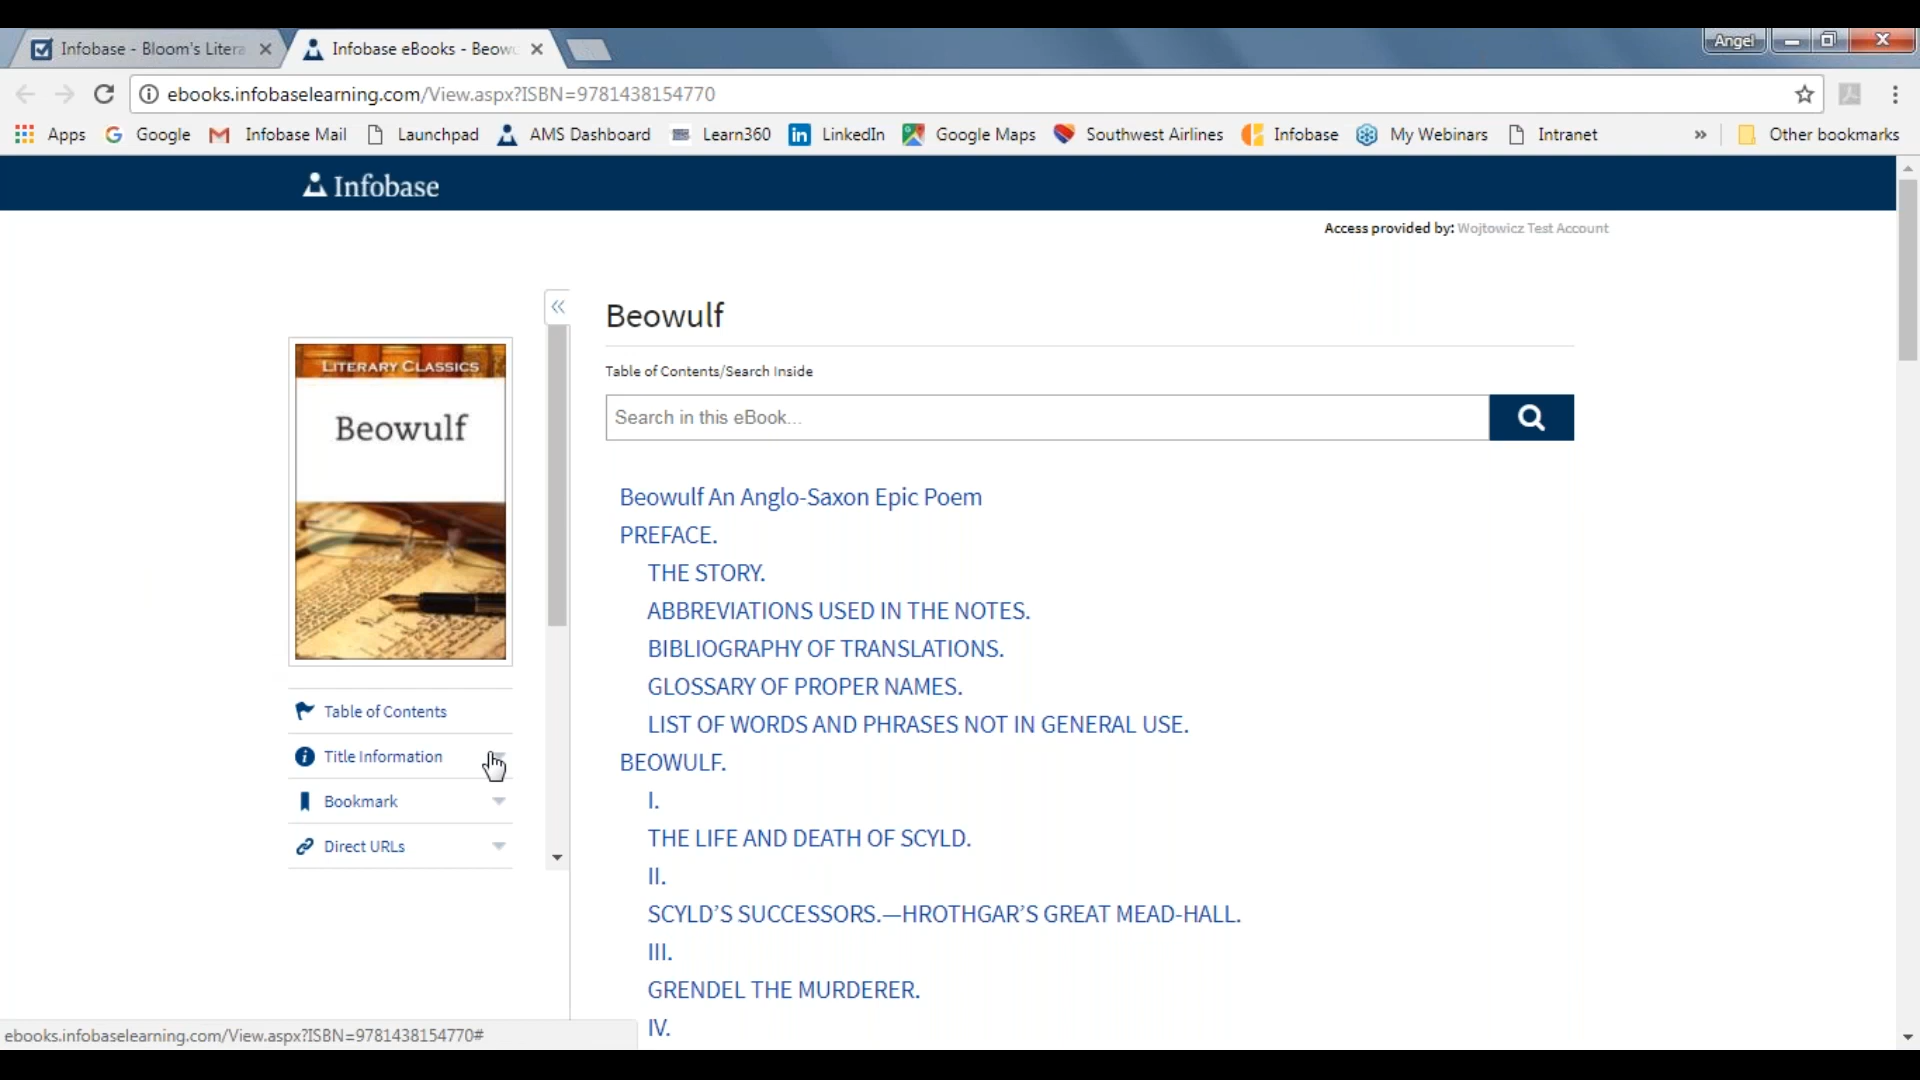 Infobase - Bloom's Litera
Infobase eBooks - Beowu
Angel
ebooks.infobaselearning.com/View.aspx?ISBN=9781438154770
Apps Google Infobase Mail Launchpad AMS Dashboard Learn360 LinkedIn Google Maps Southwest Airlines Infobase My Webinars Intranet » Other bookmarks
Infobase
Access provided by: Wojtowicz Test Account
LITERARY CLASSICS
Beowulf
Table of Contents
Title Information
Bookmark
Direct URLs
Beowulf
Table of Contents/Search Inside
Search in this eBook...
Beowulf An Anglo-Saxon Epic Poem
PREFACE.
THE STORY.
ABBREVIATIONS USED IN THE NOTES.
BIBLIOGRAPHY OF TRANSLATIONS.
GLOSSARY OF PROPER NAMES.
LIST OF WORDS AND PHRASES NOT IN GENERAL USE.
BEOWULF.
I.
THE LIFE AND DEATH OF SCYLD.
II.
SCYLD’S SUCCESSORS.—HROTHGAR’S GREAT MEAD-HALL.
III.
GRENDEL THE MURDERER.
IV.
ebooks.infobaselearning.com/View.aspx?ISBN=9781438154770#